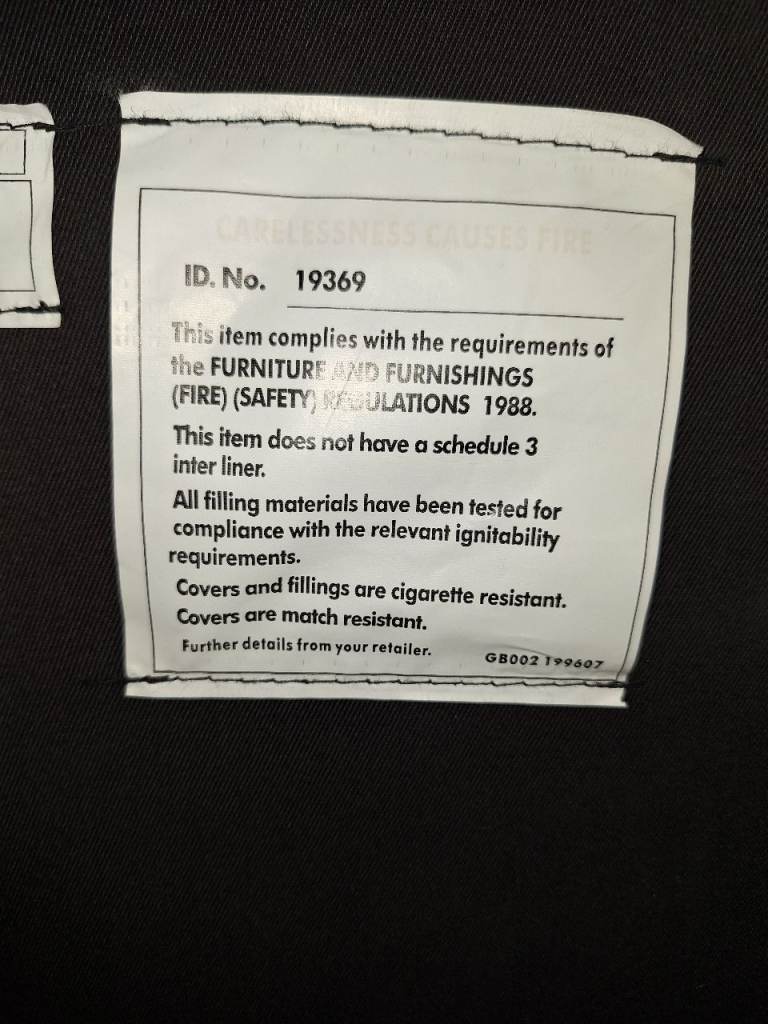 CARELESSNESS CAUSES FIRE
ID. No. 19369
This item complies with the requirements of
the FURNITURE AND FURNISHINGS
(FIRE) (SAFETY) REGULATIONS 1988.
This item does not have a schedule 3
inter liner.
All filling materials have been tested for
compliance with the relevant ignitability
requirements.
Covers and fillings are cigarette resistant.
Covers are match resistant.
Further details from your retailer.
GB002 199607